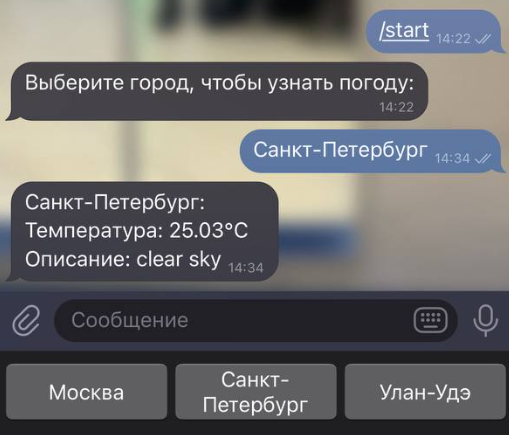 /start 14:22
Выберите город, чтобы узнать погоду:
14:22
Санкт-Петербург 14:34
Санкт-Петербург:
Температура: 25.03°C
Описание: clear sky 14:34
Сообщение
Москва
Санкт-
Петербург
Улан-Удэ